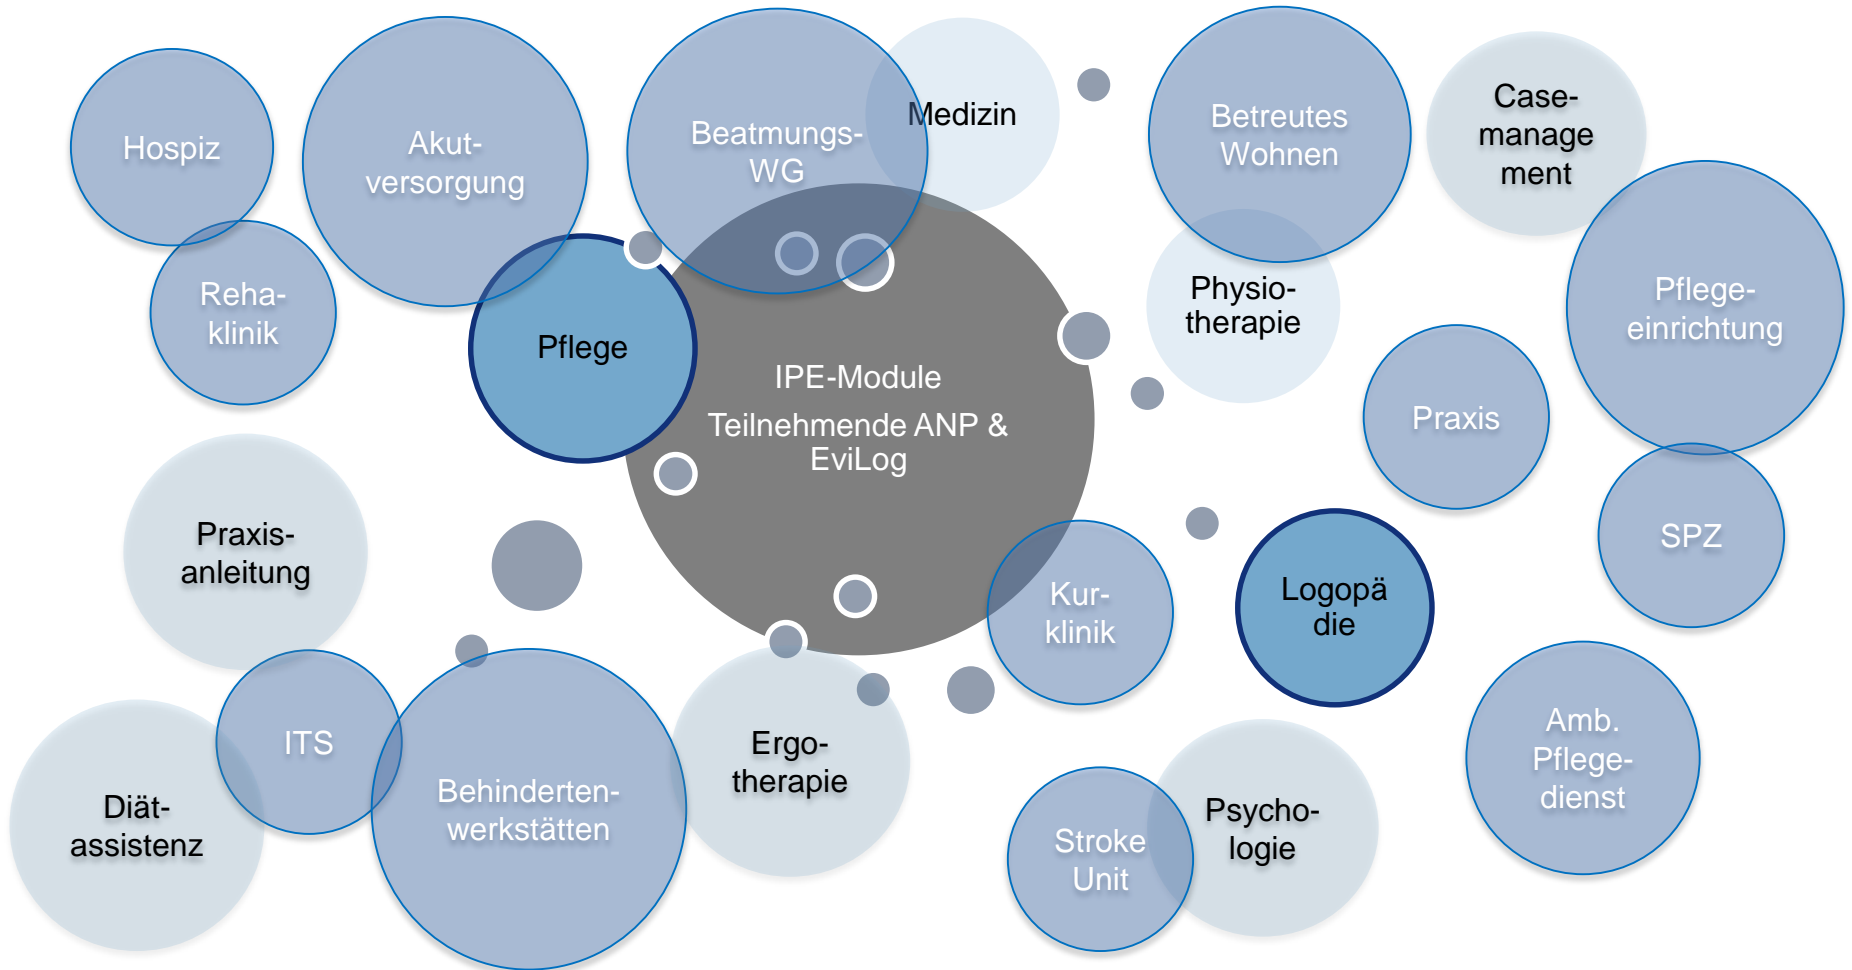 Hospiz
Akut-
versorgung
Beatmungs-
WG
Medizin
Betreutes
Wohnen
Case-
manage
ment
Reha-
klinik
Pflege
IPE-Module
Teilnehmende ANP &
EviLog
Physio-
therapie
Pflege-
einrichtung
Praxis
SPZ
Praxis-
anleitung
Kur-
klinik
Logopä
die
ITS
Diät-
assistenz
Behinderten-
werkstätten
Ergo-
therapie
Stroke
Unit
Psycho-
logie
Amb.
Pflege-
dienst